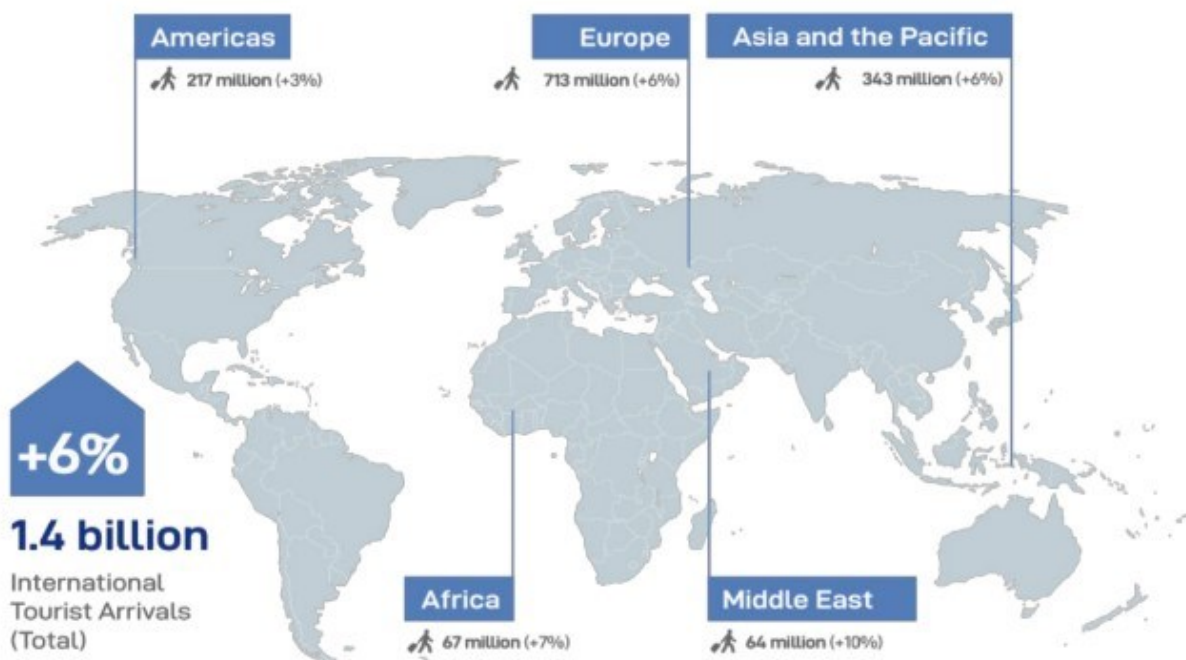 Americas
217 million (+3%)
Europe
713 million (+6%)
Asia and the Pacific
343 million (+6%)
+6%
1.4 billion
International
Tourist Arrivals
(Total)
Africa
67 million (+7%)
Middle East
64 million (+10%)